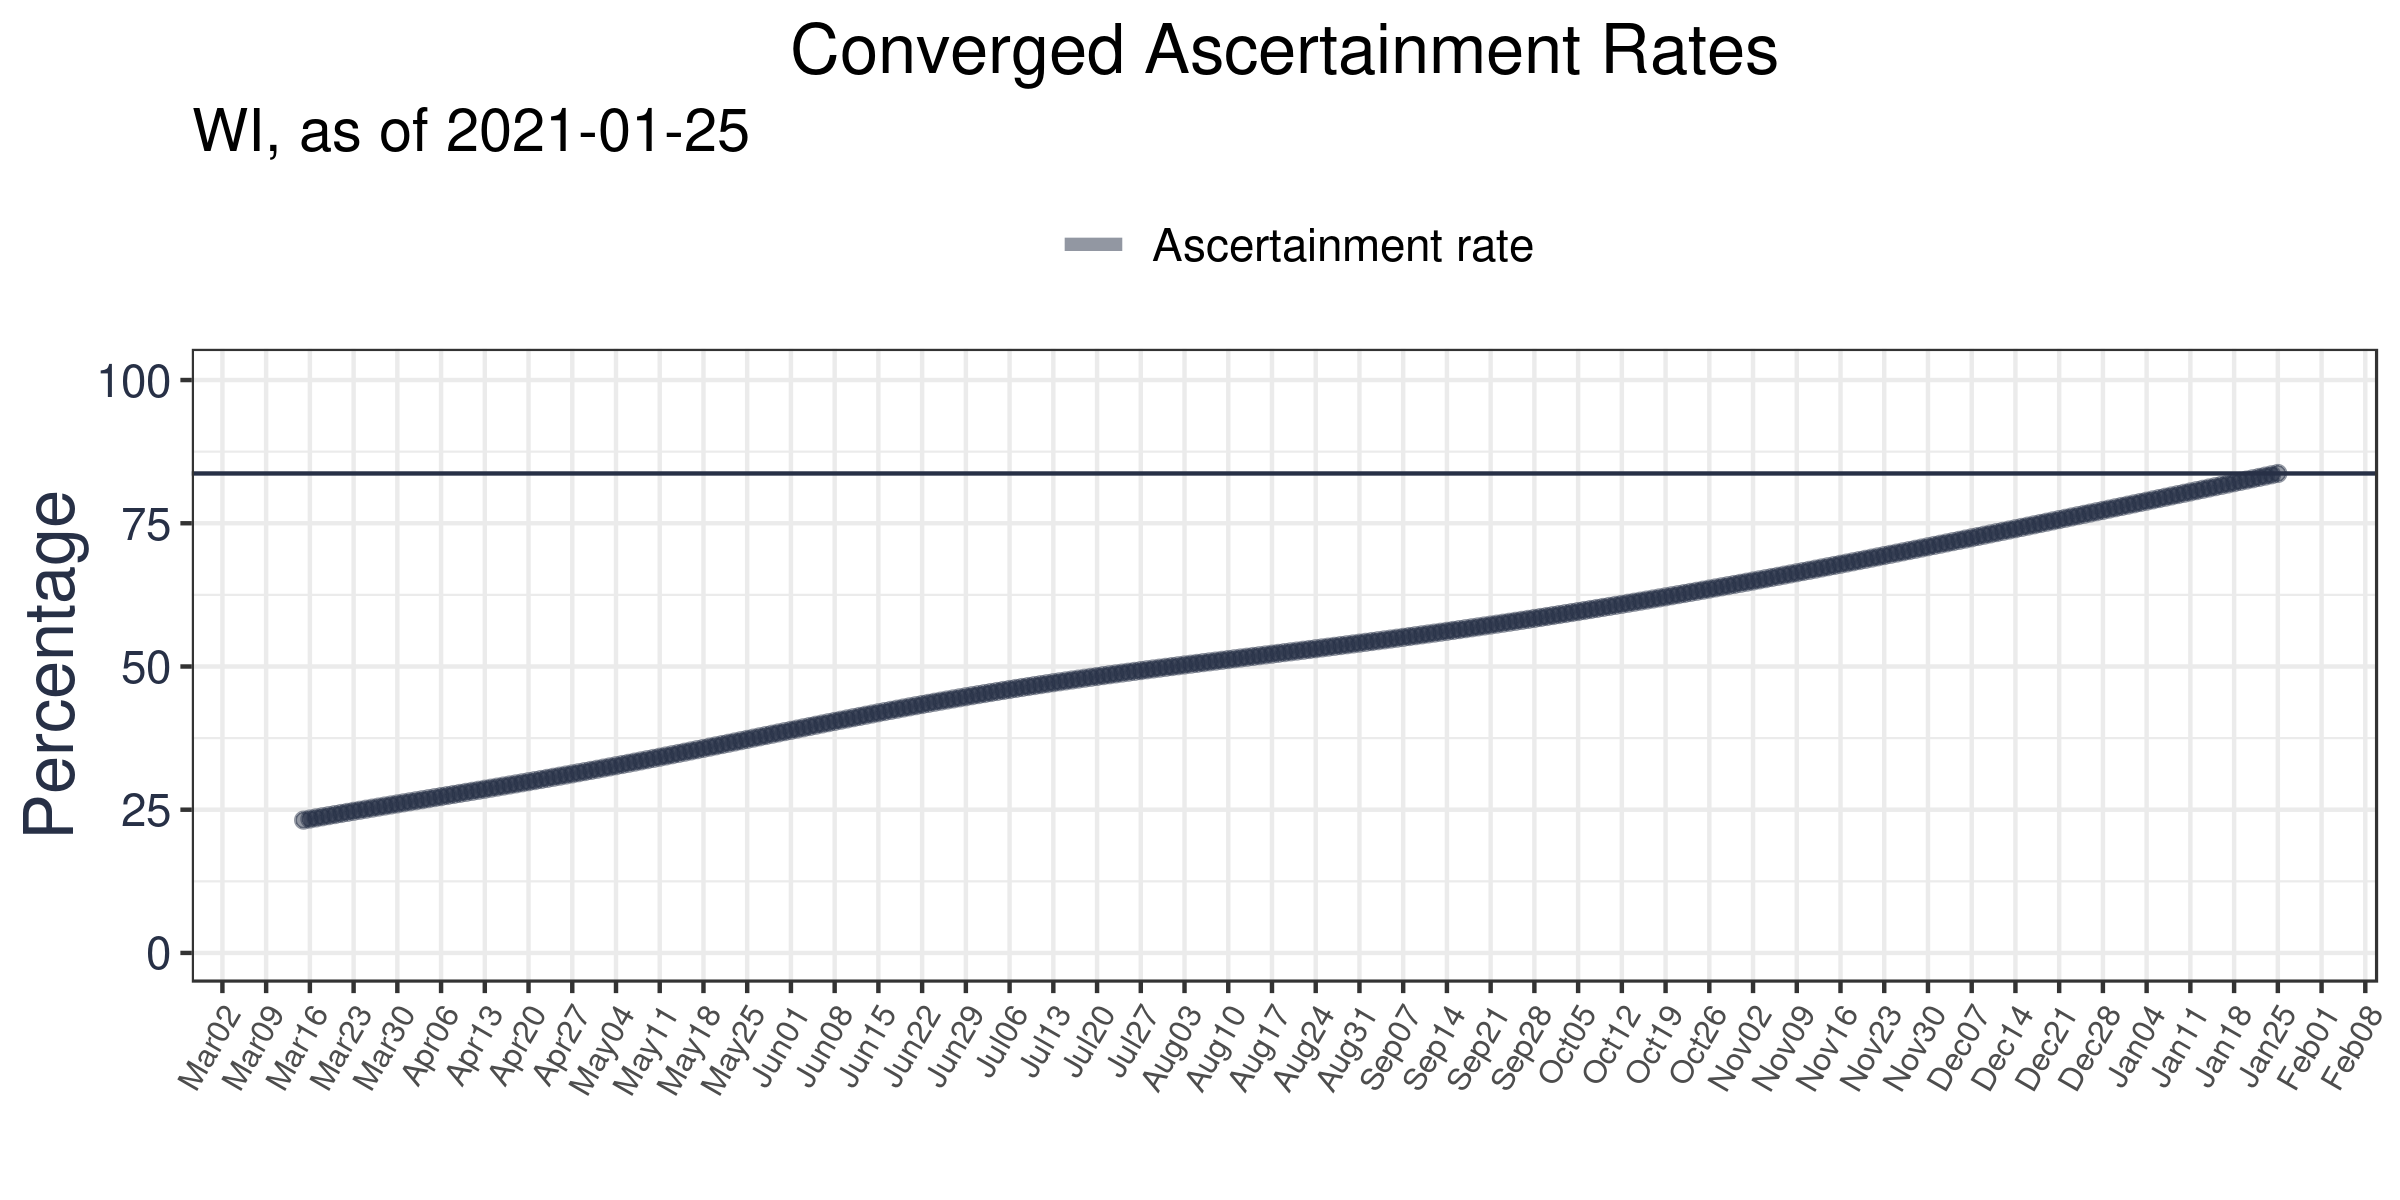 Converged Ascertainment Rates
WI, as of 2021-01-25
Ascertainment rate
Percentage
100
75
50
25
0
Mar02 Mar09 Mar16 Mar23 Mar30 Apr06 Apr13 Apr20 Apr27 May04 May11 May18 May25 Jun01 Jun08 Jun15 Jun22 Jun29 Jul06 Jul13 Jul20 Jul27 Aug03 Aug10 Aug17 Aug24 Aug31 Sep07 Sep14 Sep21 Sep28 Oct05 Oct12 Oct19 Oct26 Nov02 Nov09 Nov16 Nov23 Nov30 Dec07 Dec14 Dec21 Dec28 Jan04 Jan11 Jan18 Jan25 Feb01 Feb08